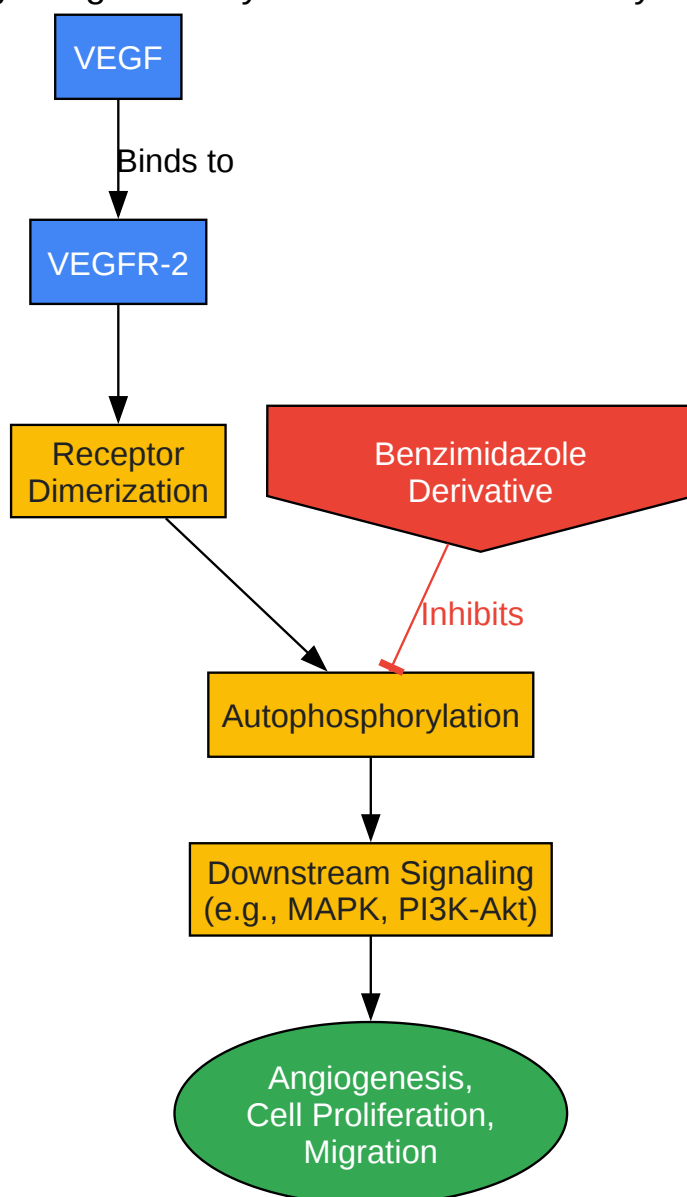 VEGF
Binds to
VEGFR-2
Receptor
Dimerization
Benzimidazole
Derivative
Inhibits
Autophosphorylation
Downstream Signaling
(e.g., MAPK, PI3K-Akt)
Angiogenesis,
Cell Proliferation,
Migration